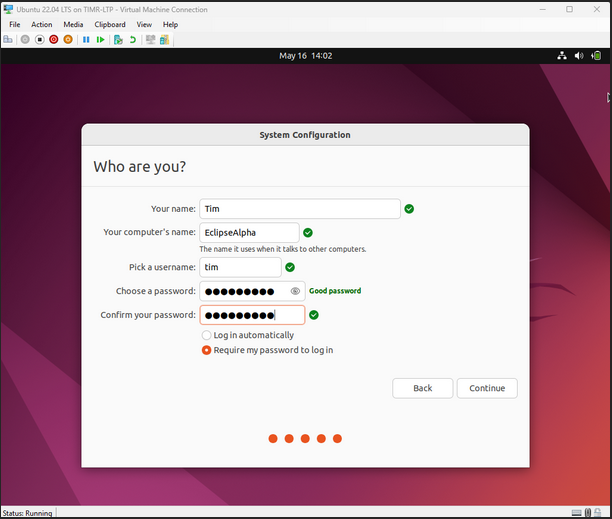 Ubuntu 22.04 LTS on TIMR-LTP - Virtual Machine Connection
File Action Media Clipboard View Help
May 16 14:02
System Configuration
Who are you?
Your name: Tim
Your computer's name: EclipseAlpha
The name it uses when it talks to other computers.
Pick a username: tim
Choose a password: ●●●●●●●●● Good password
Confirm your password: ●●●●●●●●●
Log in automatically
Require my password to log in
Back Continue
Status: Running